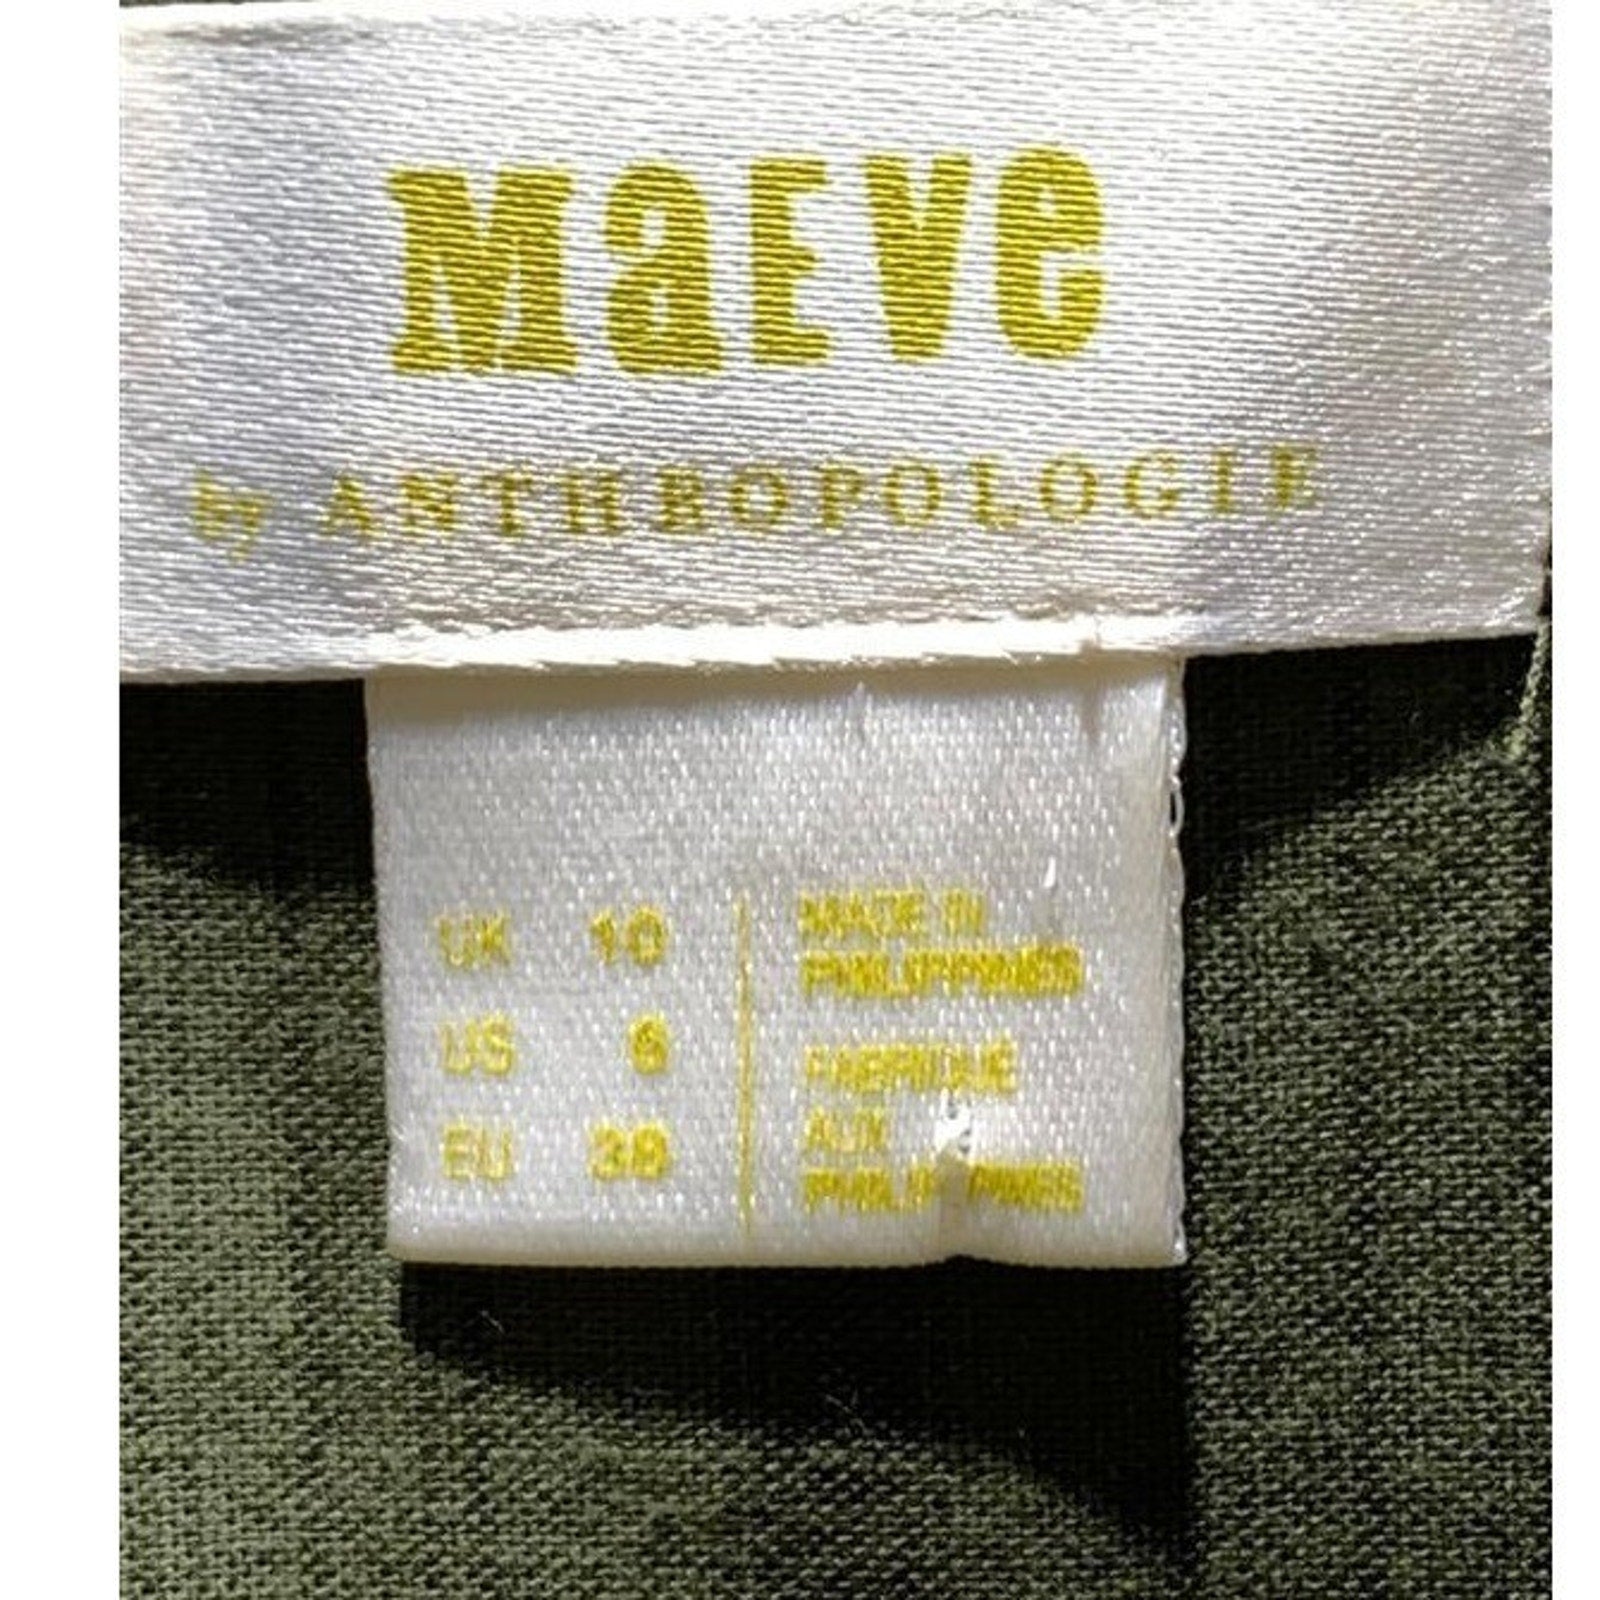 Maeve
by ANTHROPOLOGIE
UK 10
US 6
EU 38
MADE IN
PHILIPPINES
FABRIQUE
AUX
PHILIPPINES